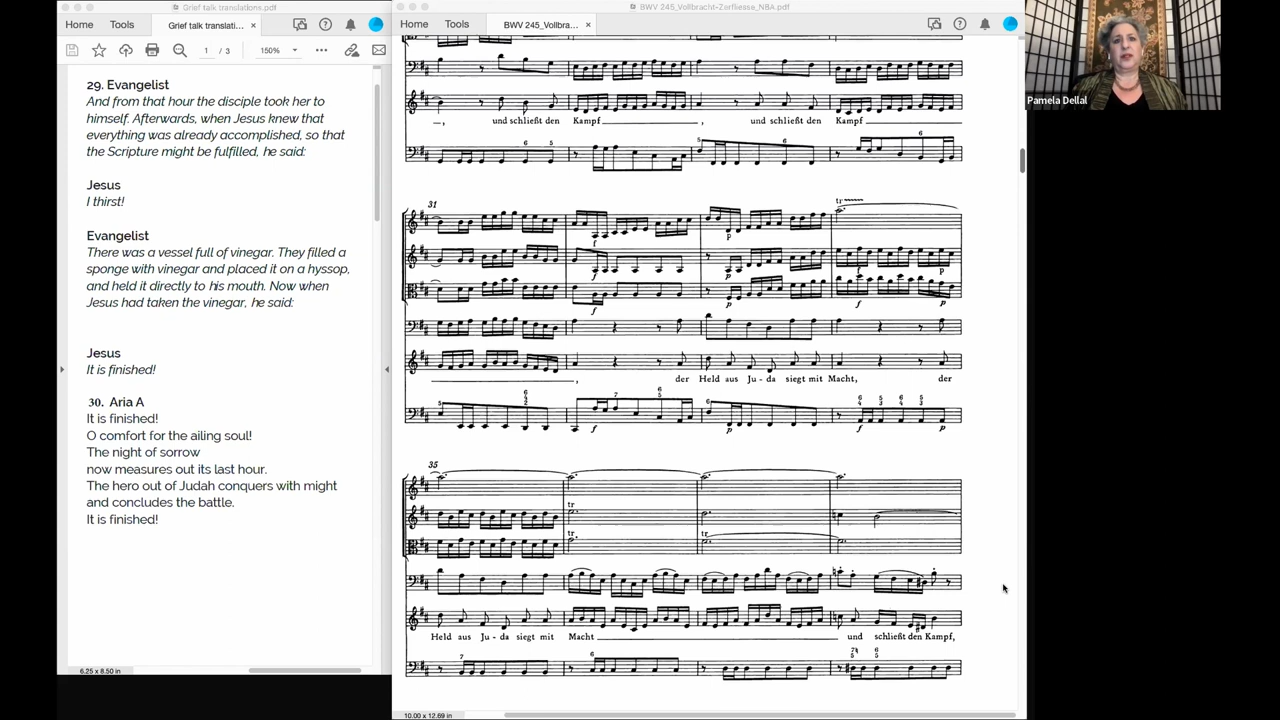 Grief talk translations.pdf
BWV 245_Vollbracht-Zerfliesse_NBA.pdf
Home Tools Grief talk translati... ×
Home Tools BWV 245_Vollbra... ×
1 / 3 150%
29. Evangelist
And from that hour the disciple took her to
himself. Afterwards, when Jesus knew that
everything was already accomplished, so that
the Scripture might be fulfilled, he said:
Jesus
I thirst!
Evangelist
There was a vessel full of vinegar. They filled a
sponge with vinegar and placed it on a hyssop,
and held it directly to his mouth. Now when
Jesus had taken the vinegar, he said:
Jesus
It is finished!
30. Aria A
It is finished!
O comfort for the ailing soul!
The night of sorrow
now measures out its last hour.
The hero out of Judah conquers with might
and concludes the battle.
It is finished!
6.25 x 8.50 in
und schließt den Kampf , und schließt den Kampf
31
, der Held aus Ju - da siegt mit Macht, der
35
Held aus Ju - da siegt mit Macht und schließt den Kampf,
10.00 x 12.69 in
Pamela Dellal